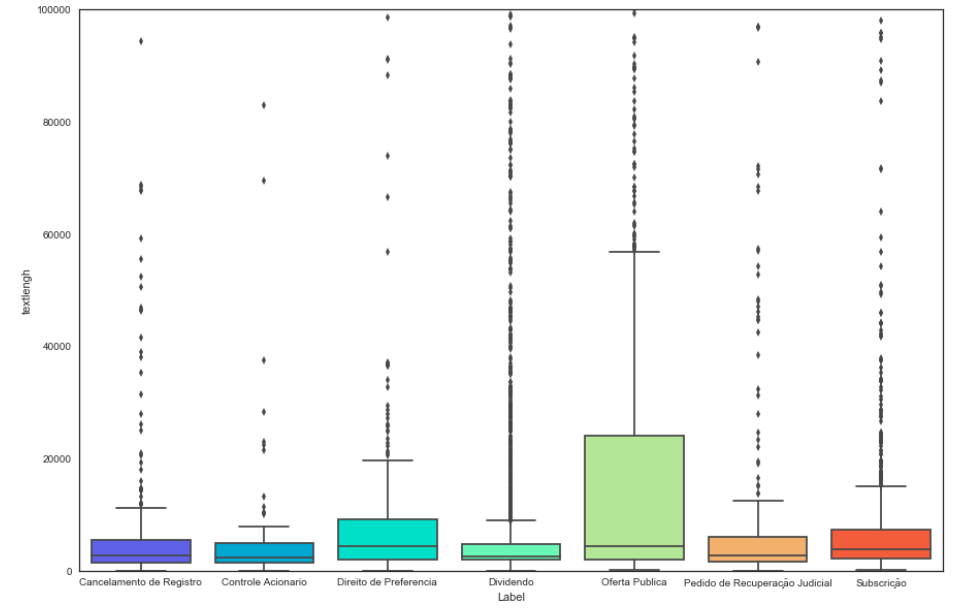 100000
80000
60000
40000
20000
0
textlengh
Cancelamento de Registro Controle Acionario Direito de Preferencia Dividendo Oferta Publica Pedido de Recuperação Judicial Subscrição
Label